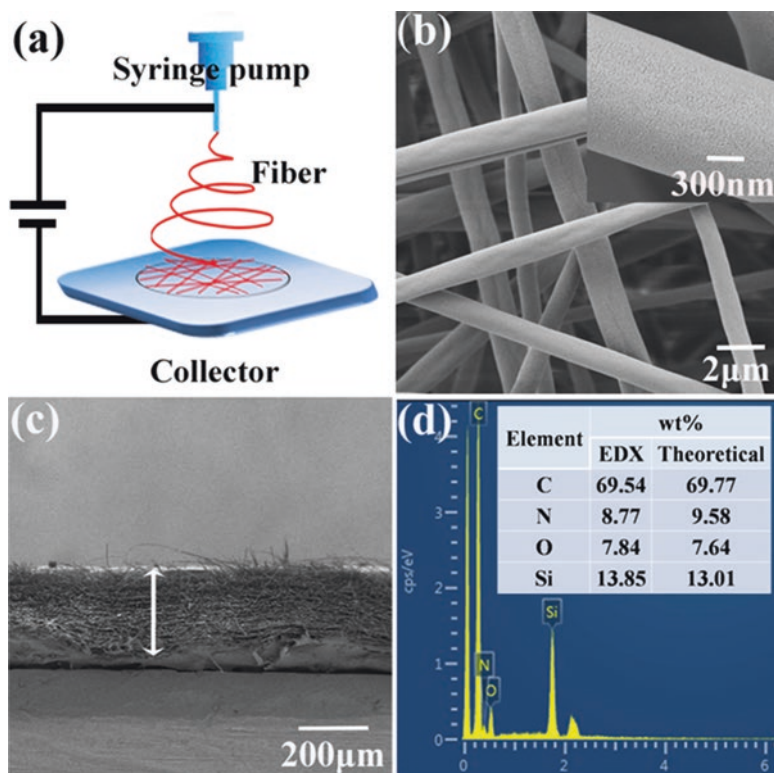 (a)
Syringe pump
Fiber
Collector
(b)
300nm
2μm
(c)
200μm
(d)
C
4
3
2
1
0
cps/eV
N
O
Si
0 2 4 6
Element wt%
EDX Theoretical
C 69.54 69.77
N 8.77 9.58
O 7.84 7.64
Si 13.85 13.01